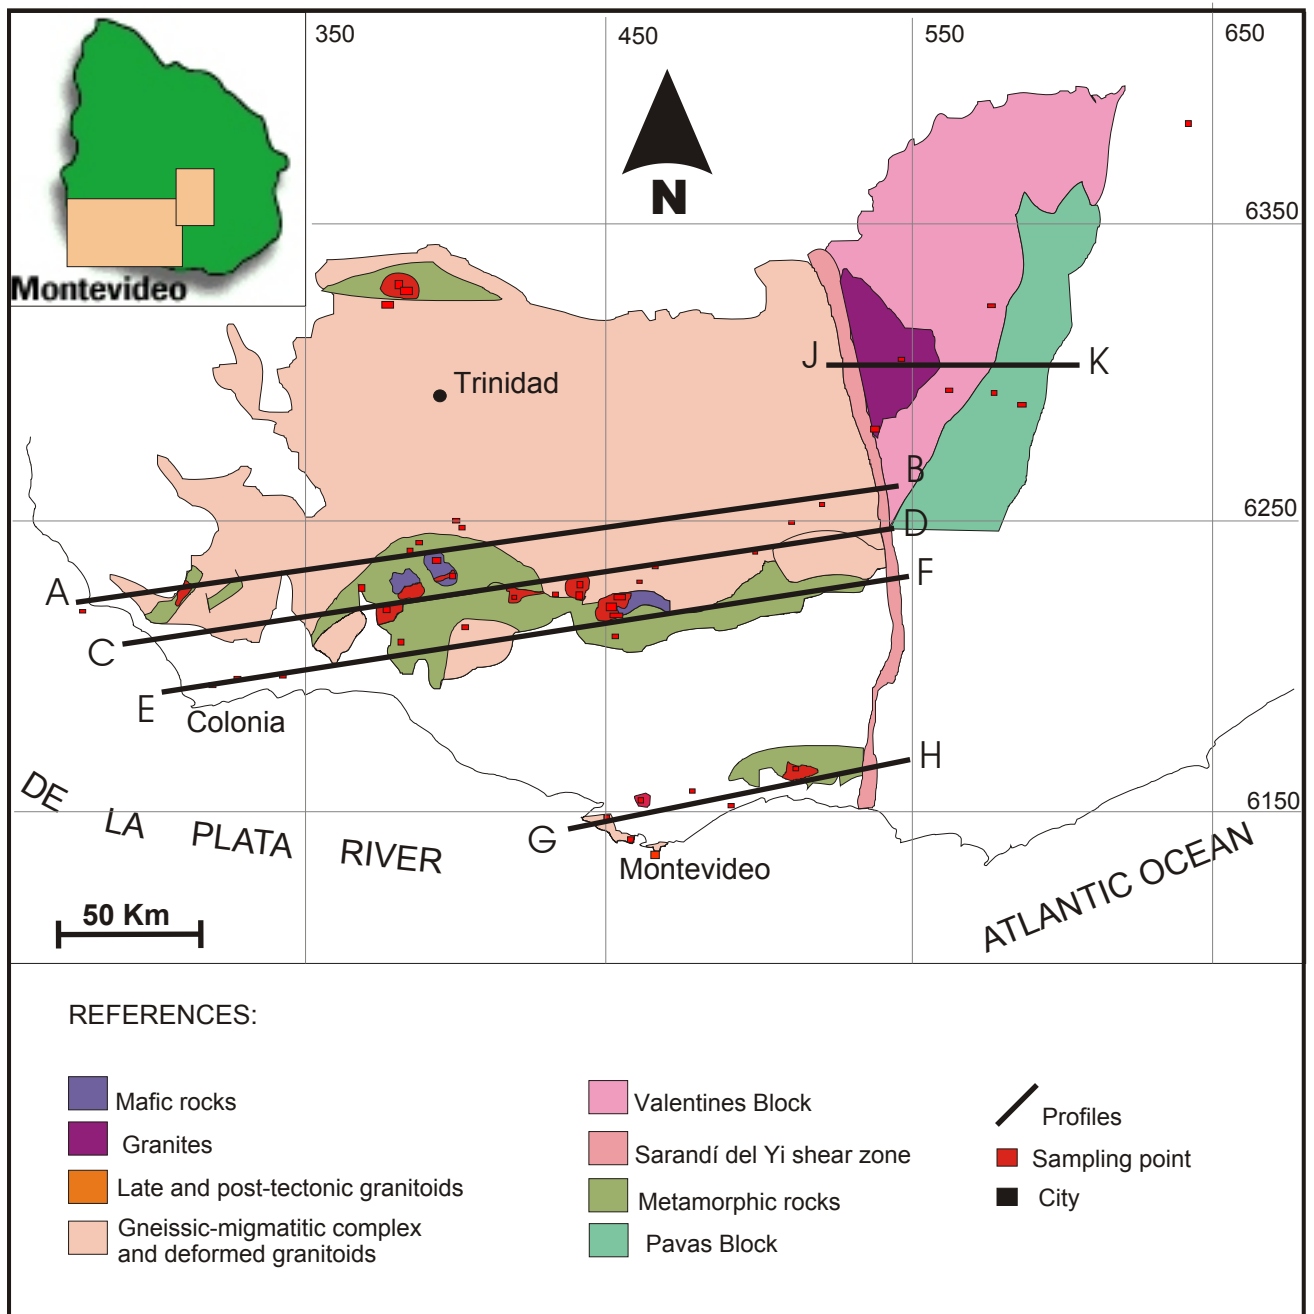 350
450
550
650
N
6350
Montevideo
J
K
Trinidad
B
6250
D
F
A
C
E
Colonia
H
6150
G
Montevideo
DE LA PLATA RIVER
ATLANTIC OCEAN
50 Km
REFERENCES:
Mafic rocks
Granites
Late and post-tectonic granitoids
Gneissic-migmatitic complex
and deformed granitoids
Valentines Block
Sarandí del Yi shear zone
Metamorphic rocks
Pavas Block
Profiles
Sampling point
City